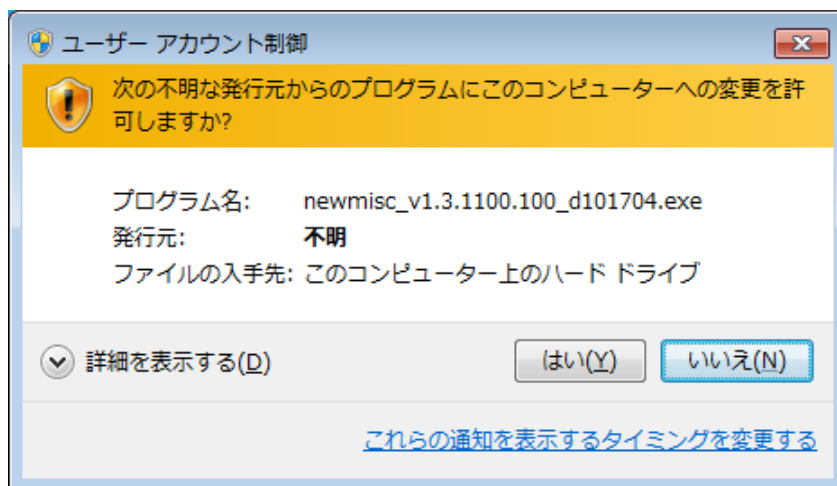 ユーザー アカウント制御
次の不明な発行元からのプログラムにこのコンピューターへの変更を許
可しますか?
プログラム名: newmisc_v1.3.1100.100_d101704.exe
発行元: 不明
ファイルの入手先: このコンピューター上のハード ドライブ
詳細を表示する(D) はい(Y) いいえ(N)
これらの通知を表示するタイミングを変更する